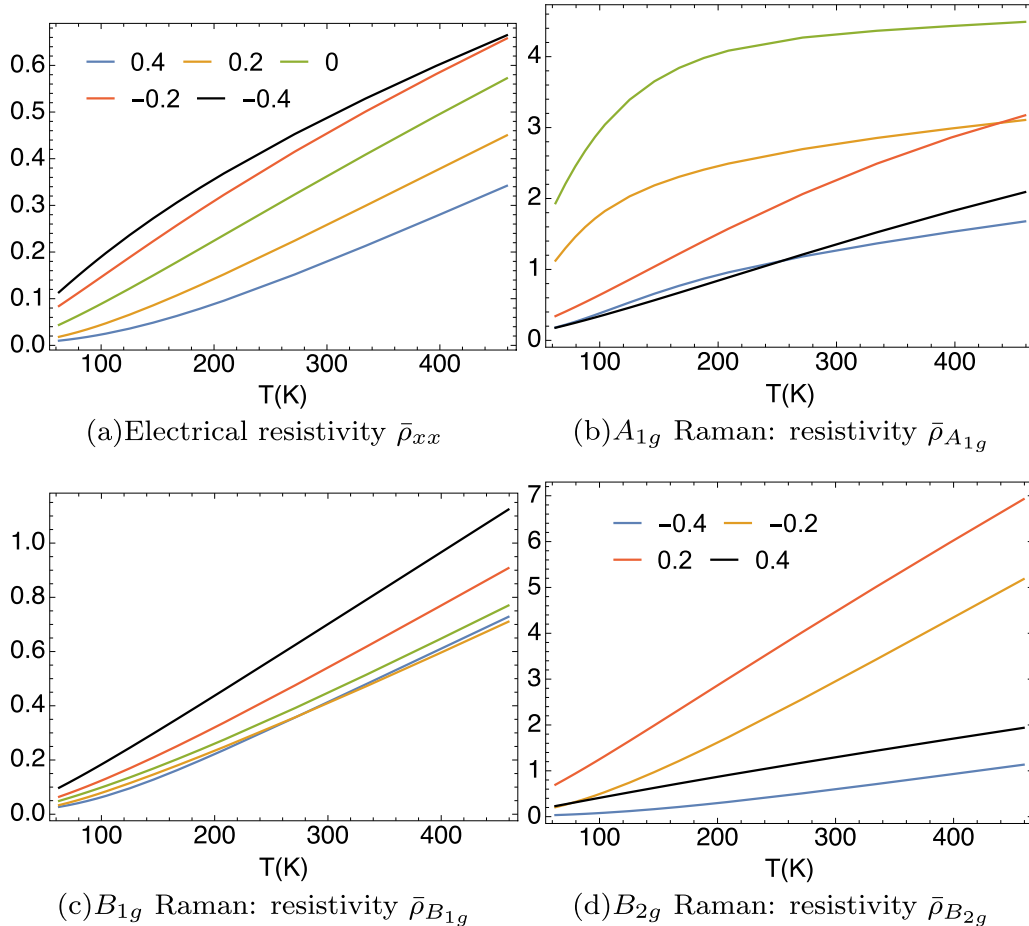 0.4 0.2 0
−0.2 −0.4
0.6
0.5
0.4
0.3
0.2
0.1
0.0
100 200 300 400
T(K)
(a)Electrical resistivity ρ̄xx
4
3
2
1
0
100 200 300 400
T(K)
(b)A1g Raman: resistivity ρ̄A1g
1.0
0.8
0.6
0.4
0.2
0.0
100 200 300 400
T(K)
(c)B1g Raman: resistivity ρ̄B1g
−0.4 −0.2
0.2 0.4
7
6
5
4
3
2
1
0
100 200 300 400
T(K)
(d)B2g Raman: resistivity ρ̄B2g